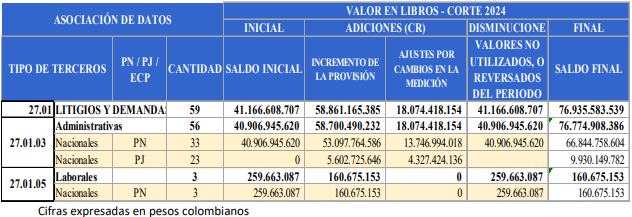 ASOCIACIÓN DE DATOS VALOR EN LIBROS - CORTE 2024
INICIAL ADICIONES (CR) DISMINUCIONE FINAL
TIPO DE TERCEROS PN / PJ / ECP CANTIDAD SALDO INICIAL INCREMENTO DE LA PROVISIÓN AJUSTES POR CAMBIOS EN LA MEDICIÓN VALORES NO UTILIZADOS, O REVERSADOS DEL PERIODO SALDO FINAL
27.01 LITIGIOS Y DEMANDA 59 41.166.608.707 58.861.165.385 18.074.418.154 41.166.608.707 76.935.583.539
27.01.03 Administrativas 56 40.906.945.620 58.700.490.232 18.074.418.154 40.906.945.620 76.774.908.386
Nacionales PN 33 40.906.945.620 53.097.764.586 13.746.994.018 40.906.945.620 66.844.758.604
Nacionales PJ 23 0 5.602.725.646 4.327.424.136 9.930.149.782
27.01.05 Laborales 3 259.663.087 160.675.153 0 259.663.087 160.675.153
Nacionales PN 3 259.663.087 160.675.153 0 259.663.087 160.675.153
Cifras expresadas en pesos colombianos